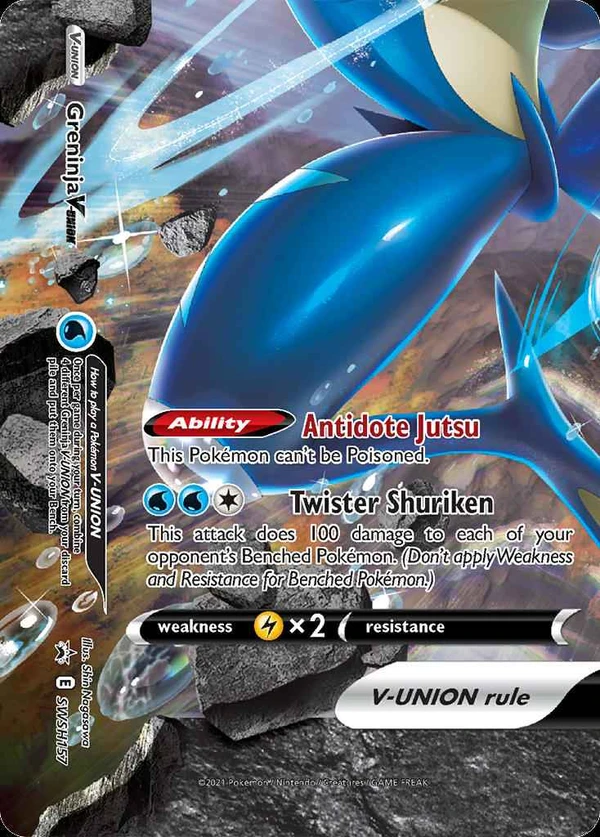 V-UNION
Greninja V-UNION
How to play a Pokémon V-UNION
Once per game during your turn, combine
4 different Greninja V-UNION from your discard
pile and put them onto your Bench.
Ability Antidote Jutsu
This Pokémon can't be Poisoned.
Twister Shuriken
This attack does 100 damage to each of your
opponent's Benched Pokémon. (Don't apply Weakness
and Resistance for Benched Pokémon.)
weakness ×2 resistance
V-UNION rule
Illus. Shin Nagasawa
E SWSH157
©2021 Pokémon / Nintendo / Creatures / GAME FREAK